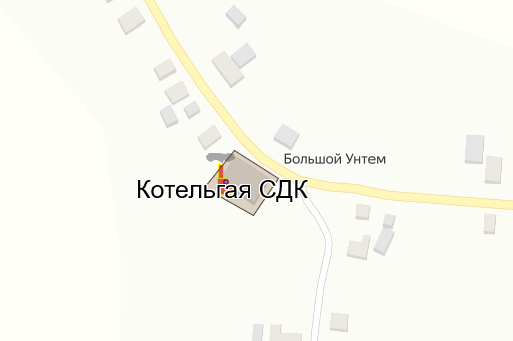 Большой Унтем
Котельгая СДК